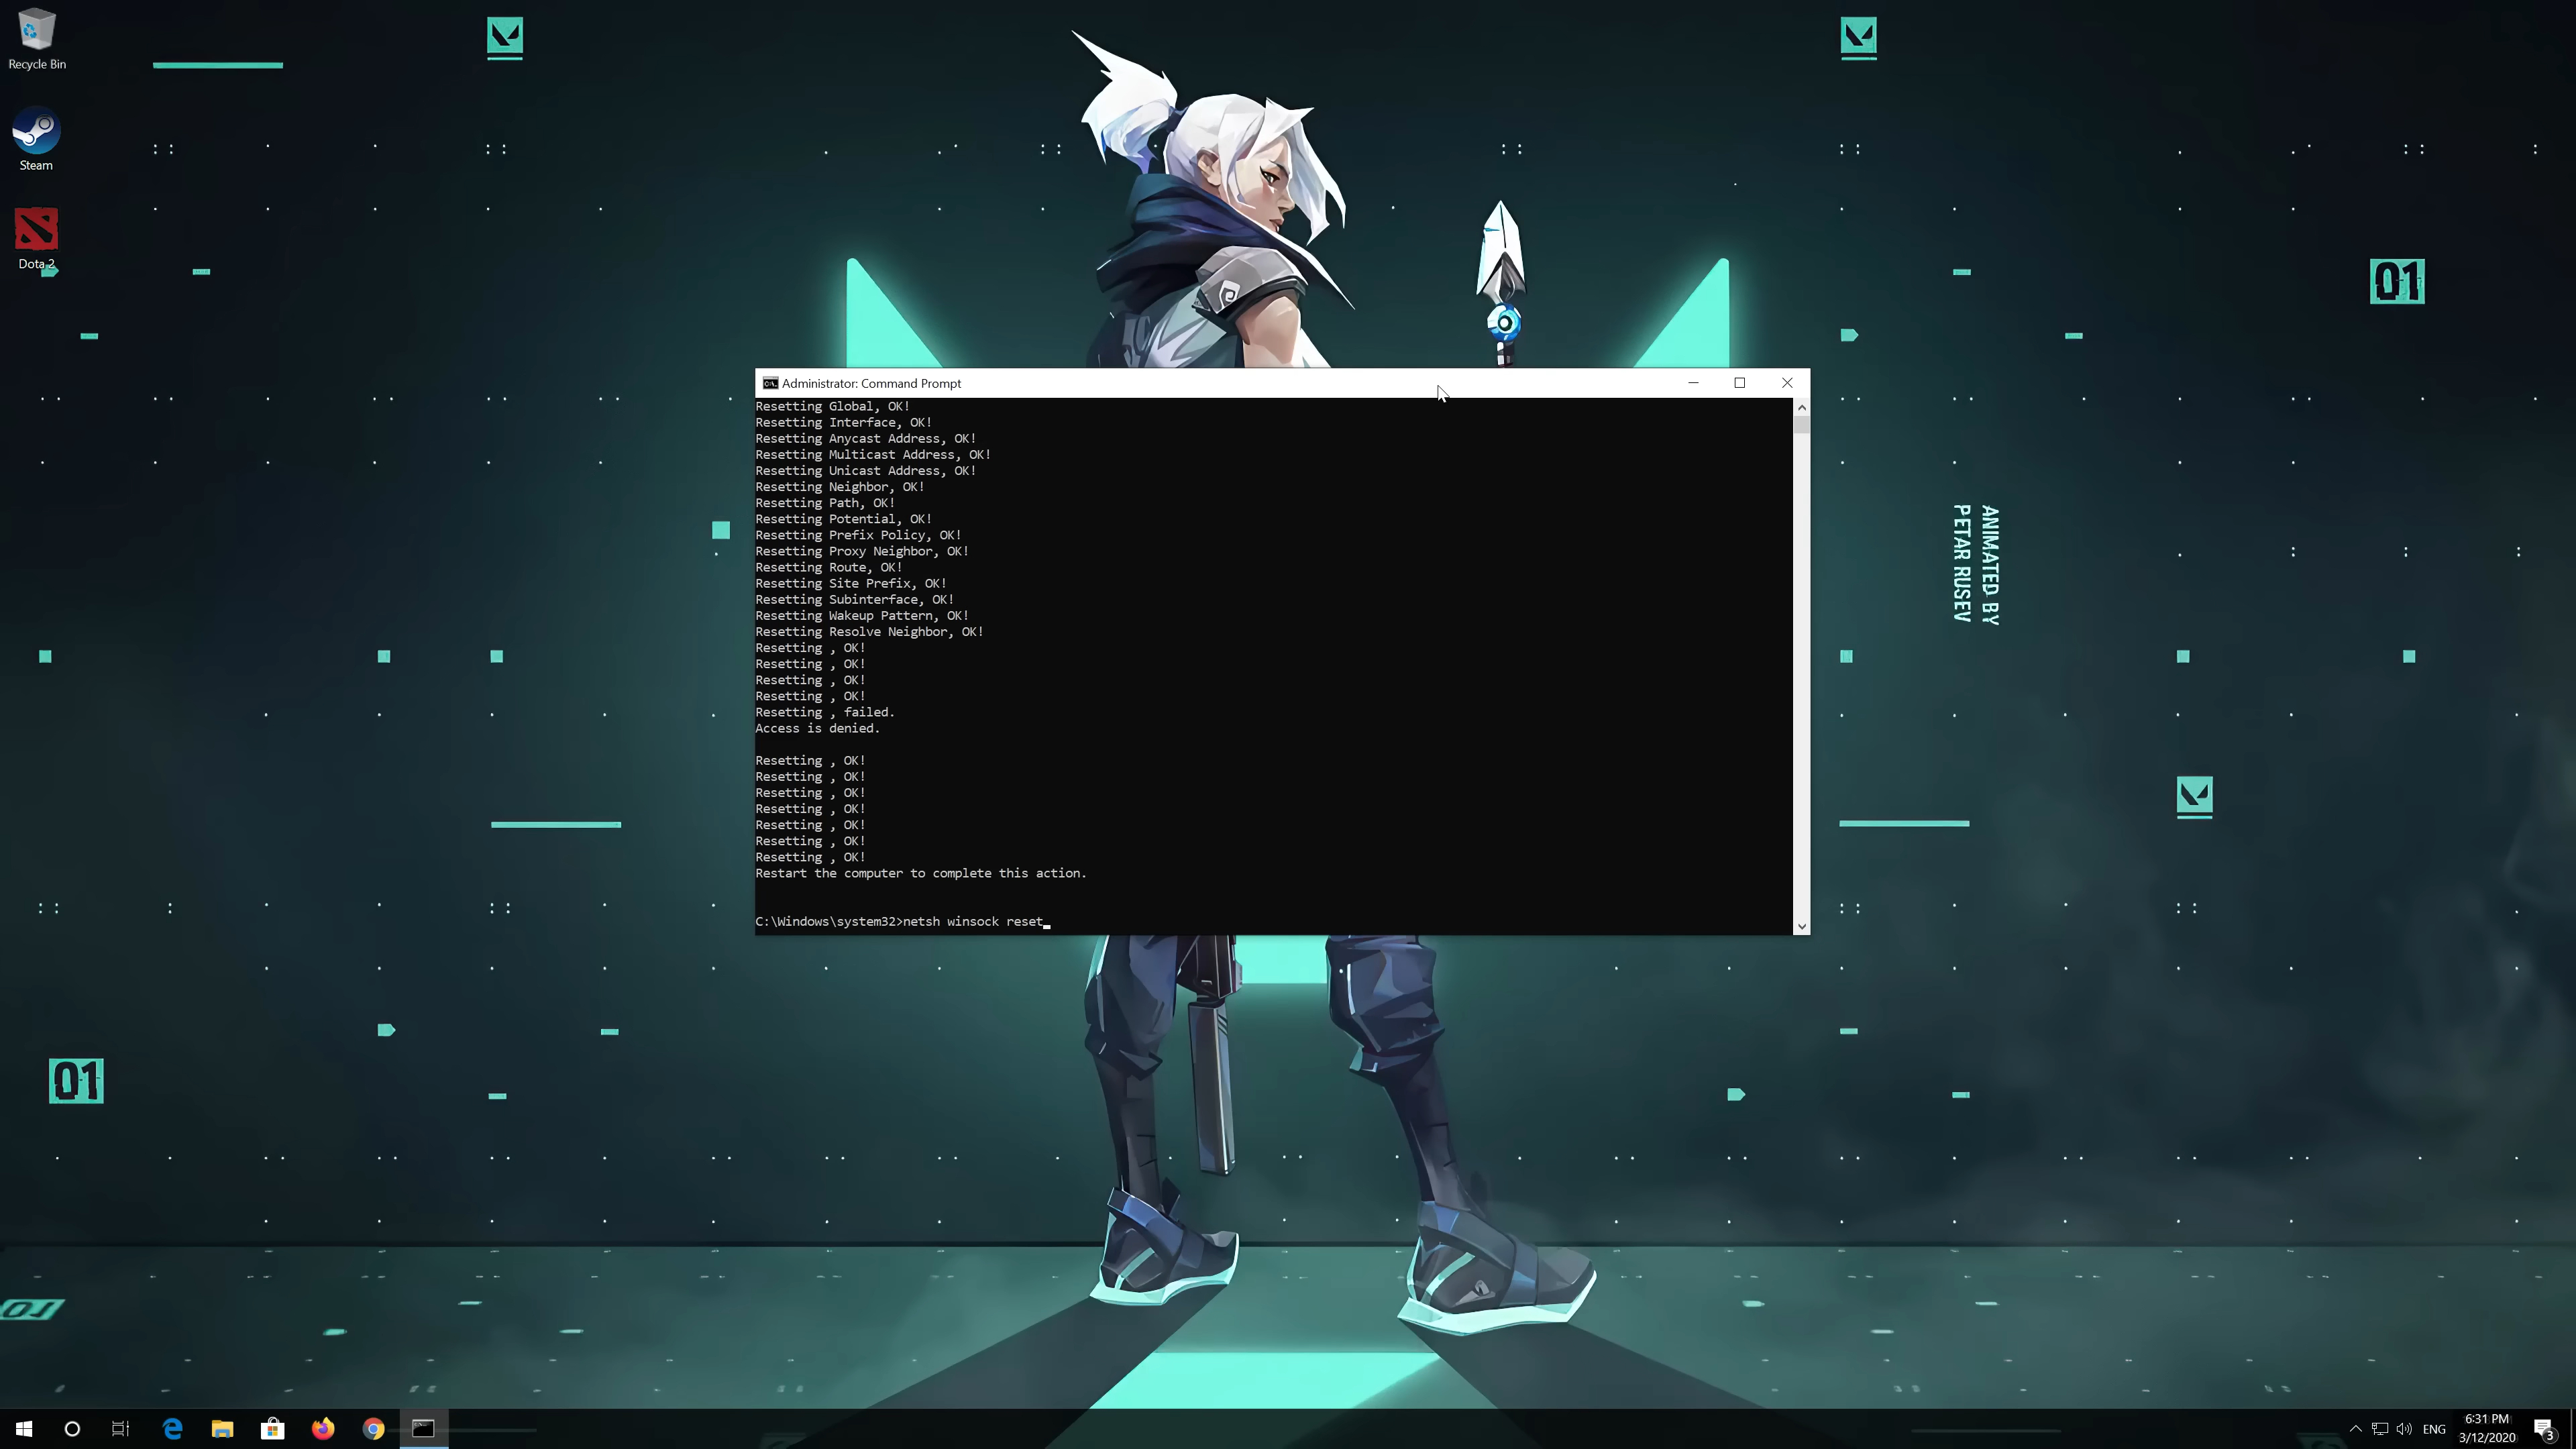 Recycle Bin
Steam
Dota 2
01
ANIMATED BY
PETAR RUSEV
Administrator: Command Prompt
Resetting Global, OK!
Resetting Interface, OK!
Resetting Anycast Address, OK!
Resetting Multicast Address, OK!
Resetting Unicast Address, OK!
Resetting Neighbor, OK!
Resetting Path, OK!
Resetting Potential, OK!
Resetting Prefix Policy, OK!
Resetting Proxy Neighbor, OK!
Resetting Route, OK!
Resetting Site Prefix, OK!
Resetting Subinterface, OK!
Resetting Wakeup Pattern, OK!
Resetting Resolve Neighbor, OK!
Resetting , OK!
Resetting , OK!
Resetting , OK!
Resetting , OK!
Resetting , failed.
Access is denied.
Resetting , OK!
Resetting , OK!
Resetting , OK!
Resetting , OK!
Resetting , OK!
Resetting , OK!
Resetting , OK!
Restart the computer to complete this action.
C:\Windows\system32>netsh winsock reset
01
01
ENG
6:31 PM
3/12/2020
3